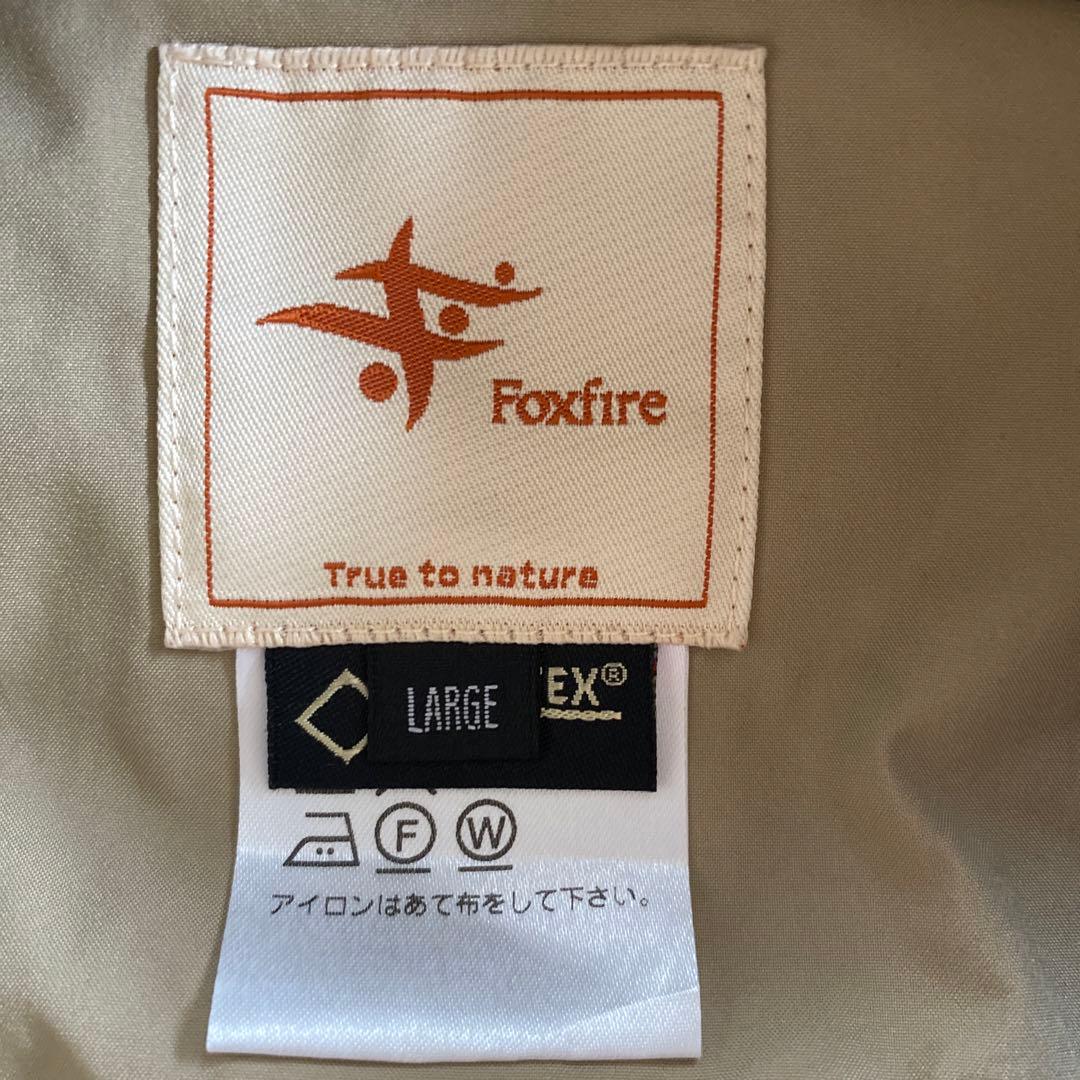 Foxfire
True to nature
LARGE
TEX®
F W
アイロンはあて布をして下さい。